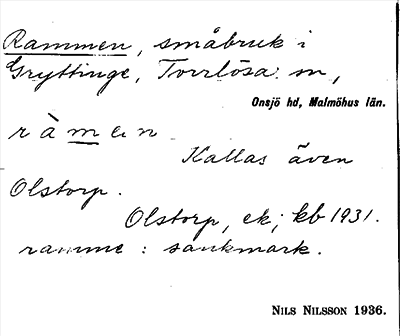 Rammen, småbruk i
Gryttinge, Torrlösa: sn,
Onsjö hd, Malmöhus län.
r à m e n
Kallas även
Olstorp.
Olstorp, ek; kb 1931.
ramme : sankmark.
NILS NILSSON 1936.